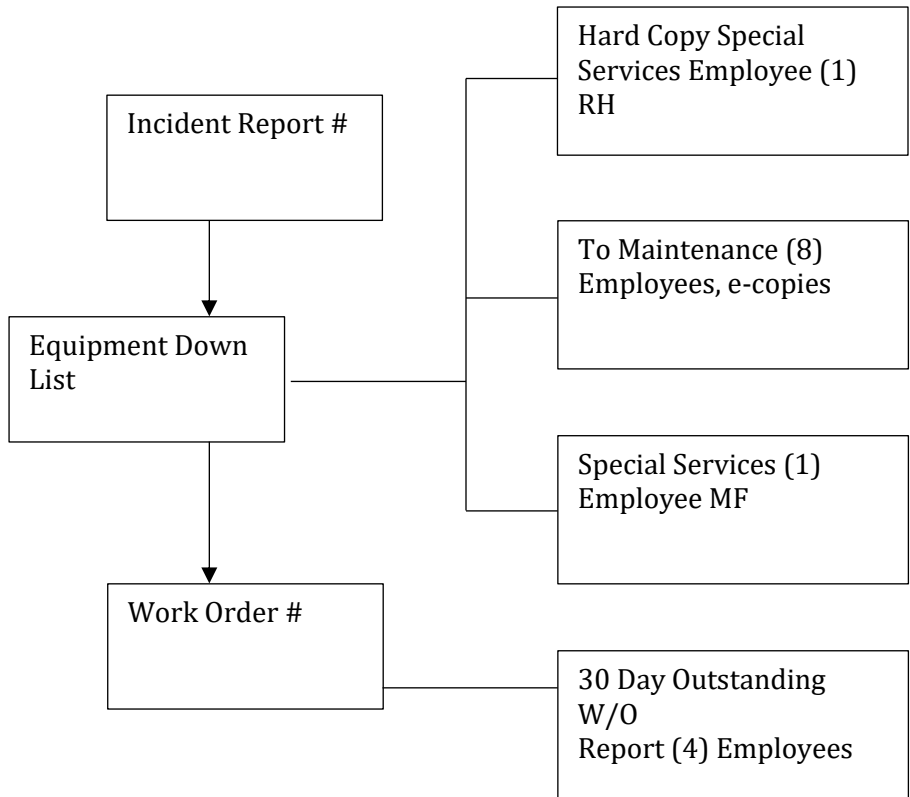 Incident Report #
Equipment Down
List
Work Order #
Hard Copy Special
Services Employee (1)
RH
To Maintenance (8)
Employees, e-copies
Special Services (1)
Employee MF
30 Day Outstanding
W/O
Report (4) Employees